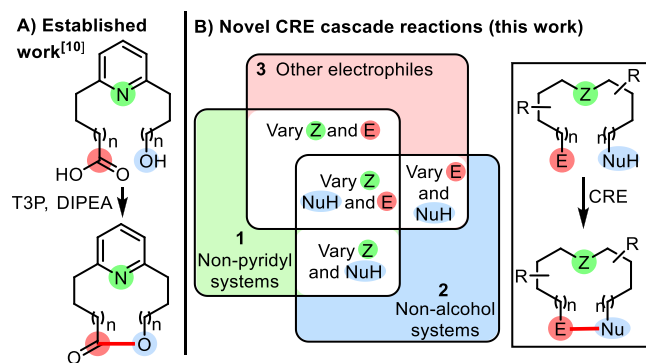 A) Established
work[10]
N
n
n
HO
O
OH
T3P, DIPEA
N
n
n
O
O
B) Novel CRE cascade reactions (this work)
3 Other electrophiles
Vary Z and E
Vary Z
NuH and E
Vary E
and
NuH
1
Non-pyridyl
systems
Vary Z
and NuH
2
Non-alcohol
systems
R
Z
R
n
n
E
NuH
CRE
R
Z
R
n
n
E
Nu